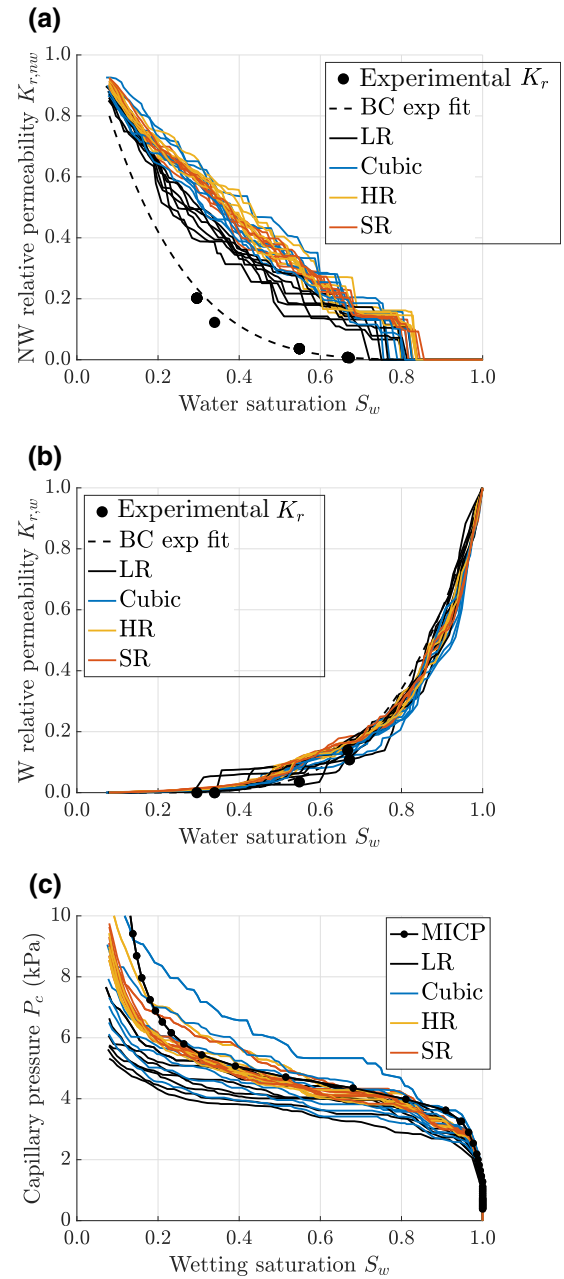 (a)
1.0
0.8
0.6
0.4
0.2
0.0
NW relative permeability K_{r,nw}
Experimental K_r
BC exp fit
LR
Cubic
HR
SR
0.0 0.2 0.4 0.6 0.8 1.0
Water saturation S_w
(b)
1.0
0.8
0.6
0.4
0.2
0.0
W relative permeability K_{r,w}
Experimental K_r
BC exp fit
LR
Cubic
HR
SR
0.0 0.2 0.4 0.6 0.8 1.0
Water saturation S_w
(c)
10
8
6
4
2
0
Capillary pressure P_c (kPa)
MICP
LR
Cubic
HR
SR
0.0 0.2 0.4 0.6 0.8 1.0
Wetting saturation S_w